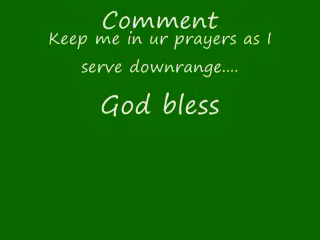 Comment
Keep me in ur prayers as I
serve downrange....
God bless